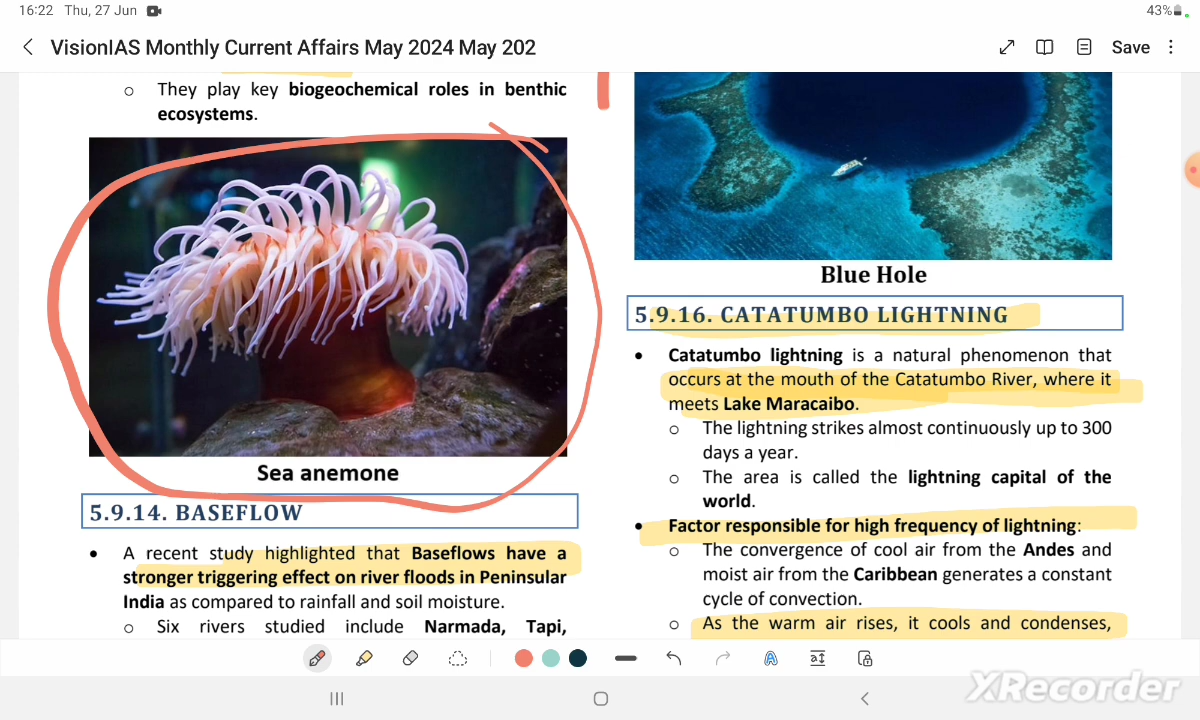 16:22 Thu, 27 Jun
43%
VisionIAS Monthly Current Affairs May 2024 May 202
Save
o They play key biogeochemical roles in benthic
ecosystems.
Sea anemone
5.9.14. BASEFLOW
• A recent study highlighted that Baseflows have a
stronger triggering effect on river floods in Peninsular
India as compared to rainfall and soil moisture.
o Six rivers studied include Narmada, Tapi,
Blue Hole
5.9.16. CATATUMBO LIGHTNING
• Catatumbo lightning is a natural phenomenon that
occurs at the mouth of the Catatumbo River, where it
meets Lake Maracaibo.
o The lightning strikes almost continuously up to 300
days a year.
o The area is called the lightning capital of the
world.
• Factor responsible for high frequency of lightning:
o The convergence of cool air from the Andes and
moist air from the Caribbean generates a constant
cycle of convection.
o As the warm air rises, it cools and condenses,
XRecorder